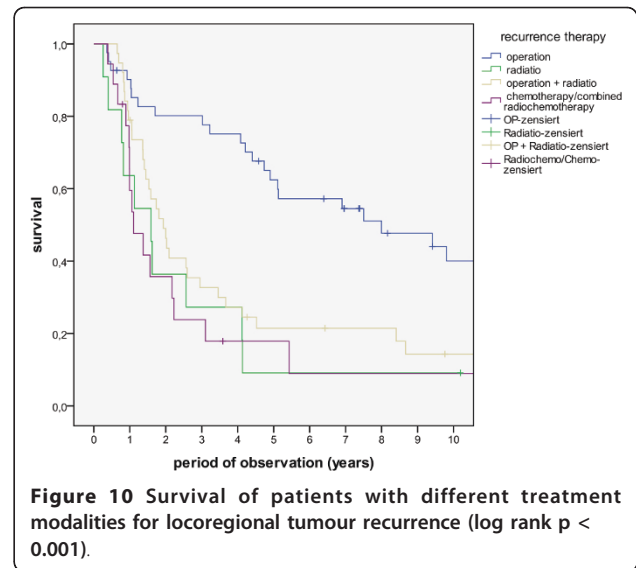 recurrence therapy
operation
radiatio
operation + radiatio
chemotherapy/combined
radiochemotherapy
OP-zensiert
Radiatio-zensiert
OP + Radiatio-zensiert
Radiochemo/Chemo-
zensiert
1,0
0,8
0,6
0,4
0,2
0,0
survival
0 1 2 3 4 5 6 7 8 9 10
period of observation (years)
Figure 10 Survival of patients with different treatment
modalities for locoregional tumour recurrence (log rank p <
0.001).